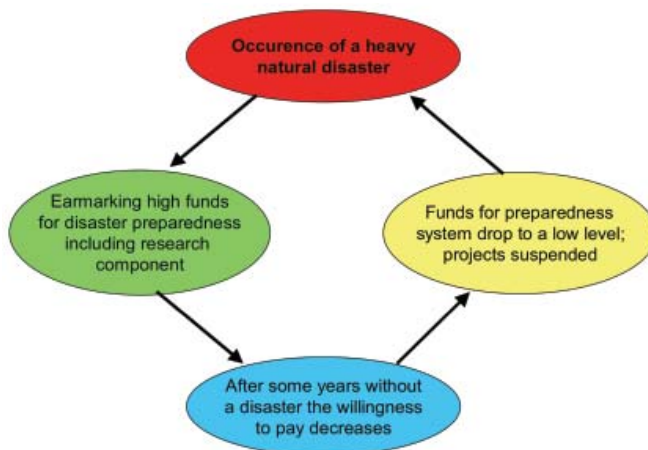 Occurence of a heavy
natural disaster
Earmarking high funds
for disaster preparedness
including research
component
Funds for preparedness
system drop to a low level;
projects suspended
After some years without
a disaster the willingness
to pay decreases